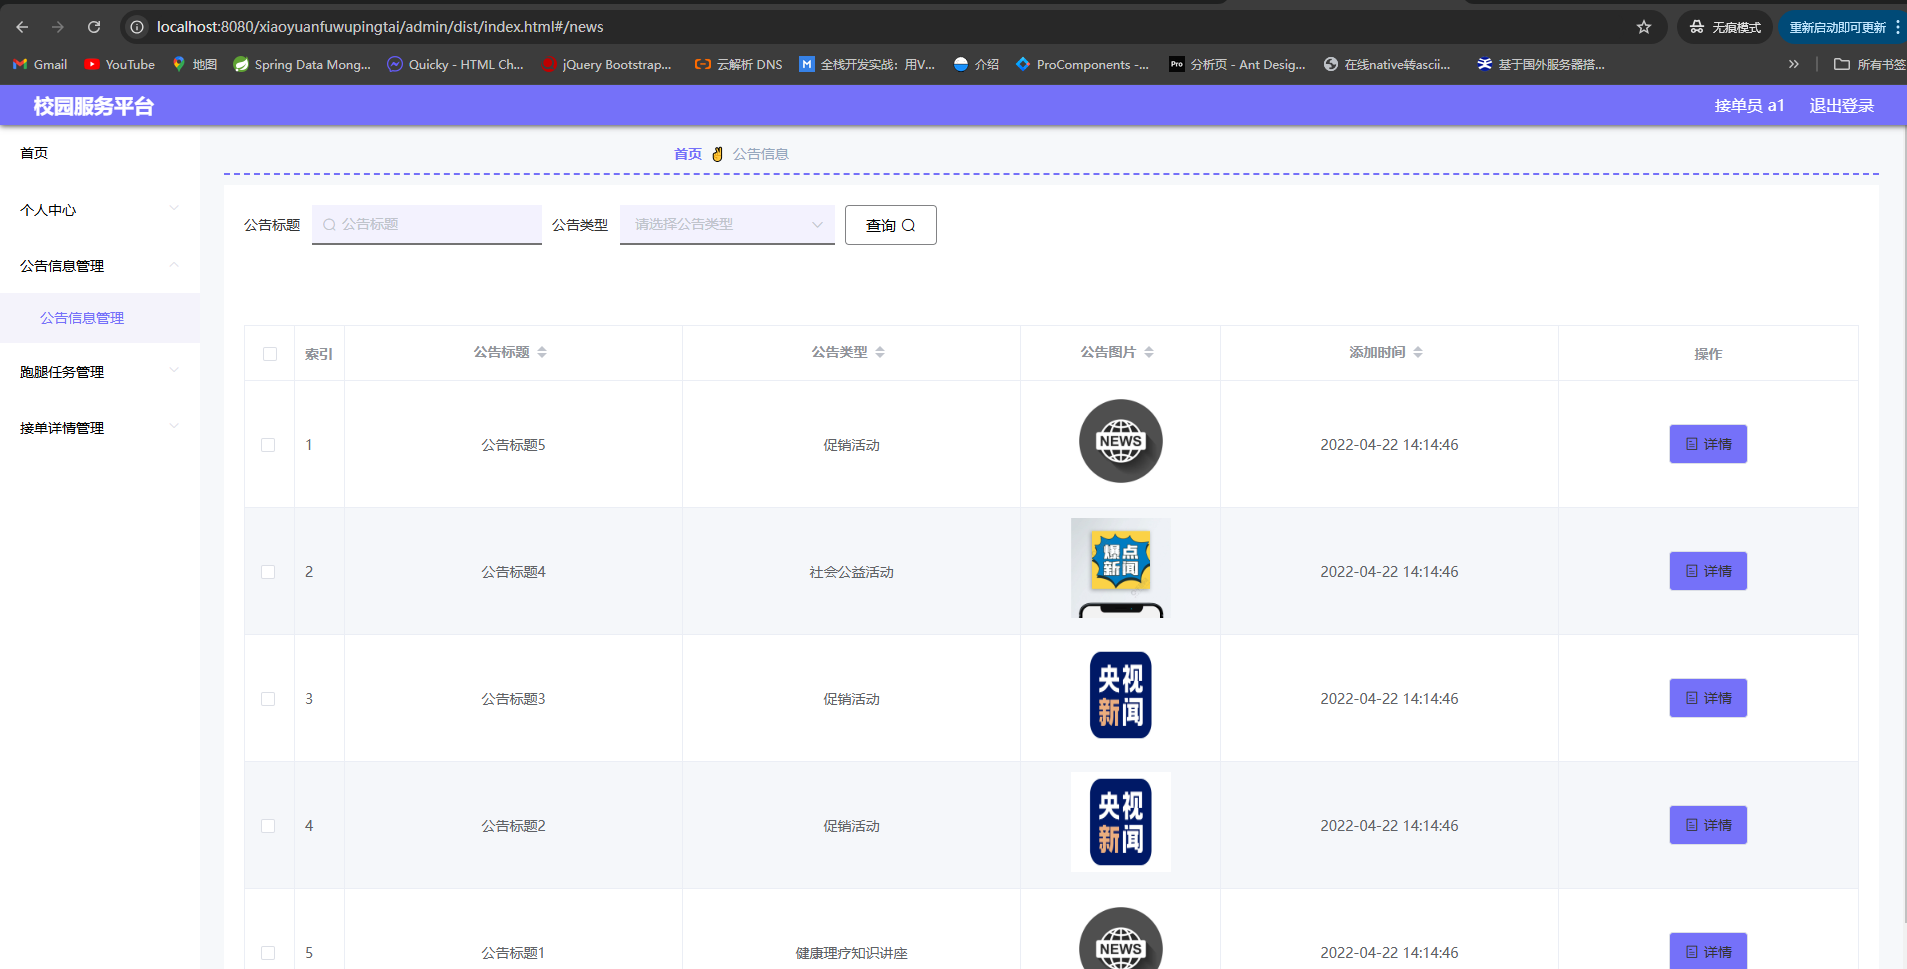 localhost:8080/xiaoyuanfuwupingtai/admin/dist/index.html#/news
无痕模式
重新启动即可更新
Gmail
YouTube
地图
Spring Data Mong...
Quicky - HTML Ch...
jQuery Bootstrap...
云解析 DNS
M
全栈开发实战：用V...
介绍
ProComponents -...
Pro
分析页 - Ant Desig...
在线native转ascii...
基于国外服务器搭...
所有书签
校园服务平台
接单员 a1
退出登录
首页
个人中心
公告信息管理
公告信息管理
跑腿任务管理
接单详情管理
首页
公告信息
公告标题
公告标题
公告类型
请选择公告类型
查询
索引 公告标题 公告类型 公告图片 添加时间 操作
1 公告标题5 促销活动 NEWS 2022-04-22 14:14:46 详情
爆点
新闻
2 公告标题4 社会公益活动 2022-04-22 14:14:46 详情
央视
新闻
3 公告标题3 促销活动 2022-04-22 14:14:46 详情
央视
新闻
4 公告标题2 促销活动 2022-04-22 14:14:46 详情
5 公告标题1 健康理疗知识讲座 NEWS 2022-04-22 14:14:46 详情